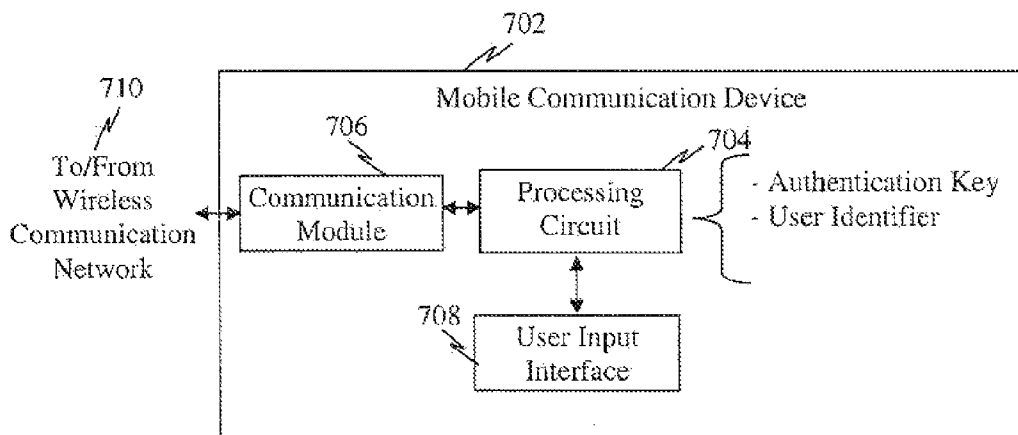 702
710
Mobile Communication Device
706
704
To/From
Wireless
Communication
Network
Communication
Module
Processing
Circuit
- Authentication Key
- User Identifier
708
User Input
Interface